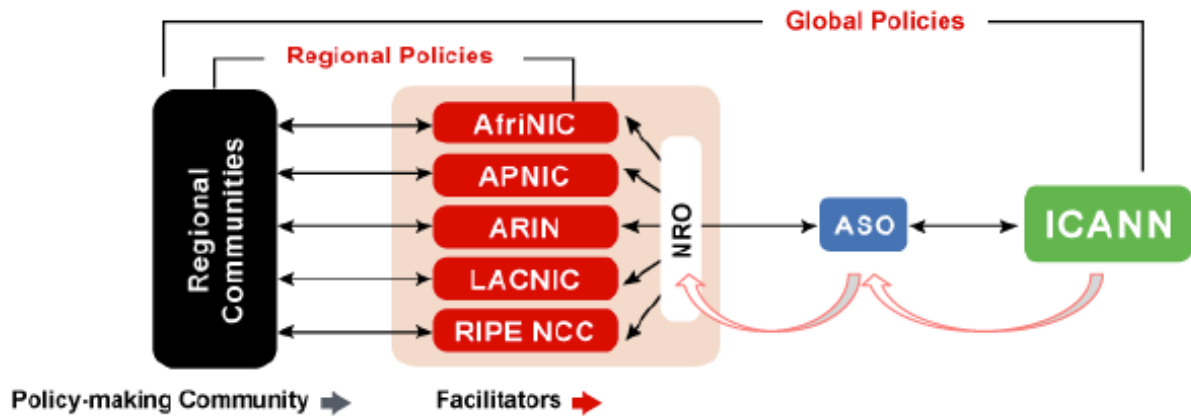 Global Policies
Regional Policies
Regional
Communities
AfriNIC
APNIC
ARIN
LACNIC
RIPE NCC
NRO
ASO
ICANN
Policy-making Community
Facilitators